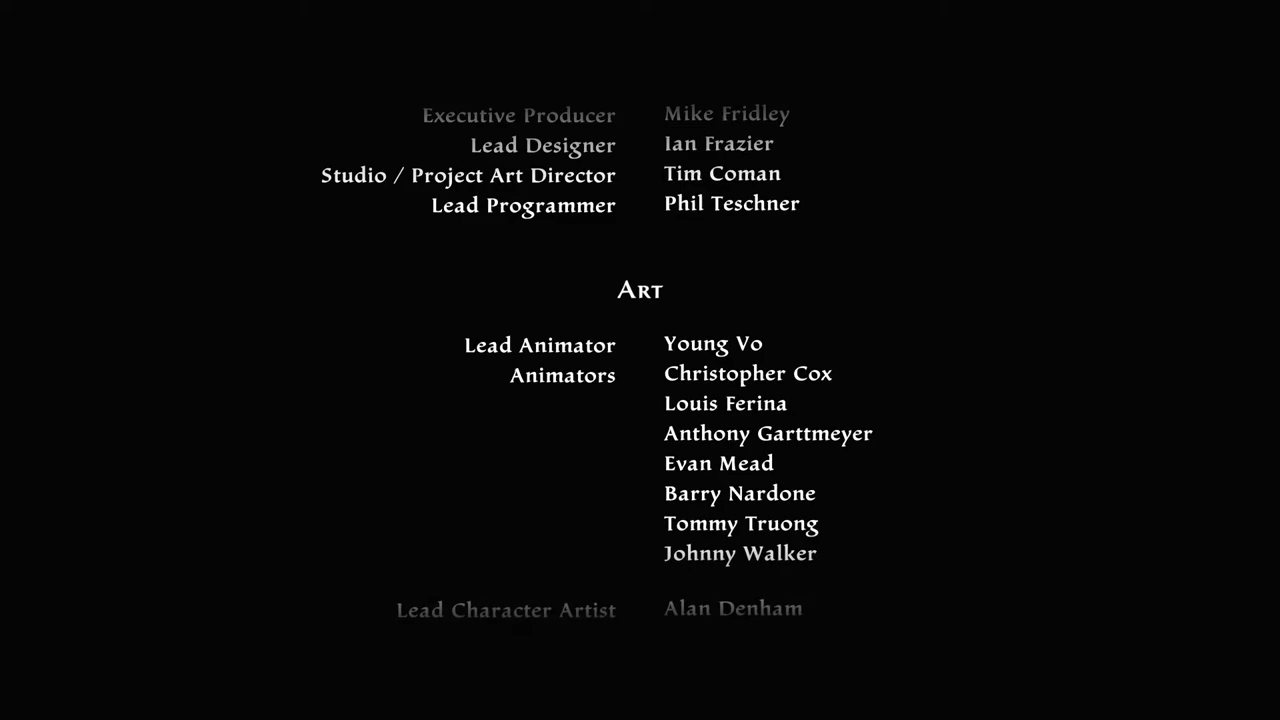 Executive Producer Mike Fridley
Lead Designer Ian Frazier
Studio / Project Art Director Tim Coman
Lead Programmer Phil Teschner
Art
Lead Animator Young Vo
Animators Christopher Cox
Louis Ferina
Anthony Garttmeyer
Evan Mead
Barry Nardone
Tommy Truong
Johnny Walker
Lead Character Artist Alan Denham